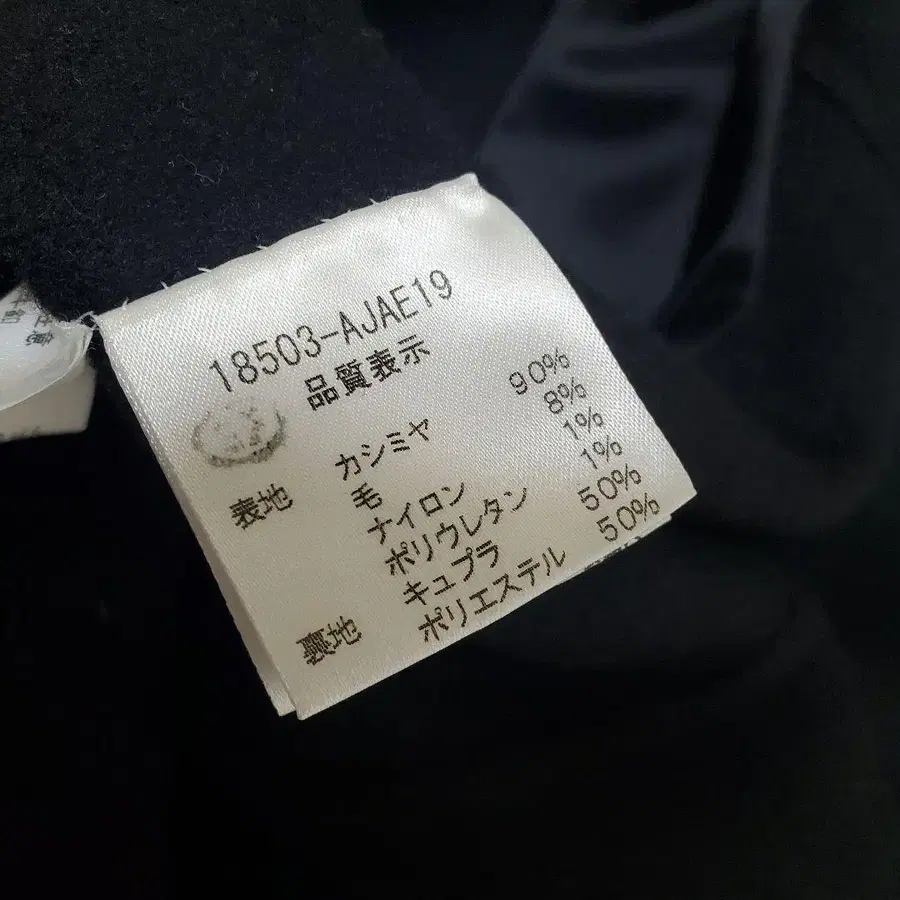 18503-AJAE19
品質表示
表地 カシミヤ 90%
毛 8%
ナイロン 1%
ポリウレタン 1%
キュプラ 50%
地 ポリエステル 50%
注意